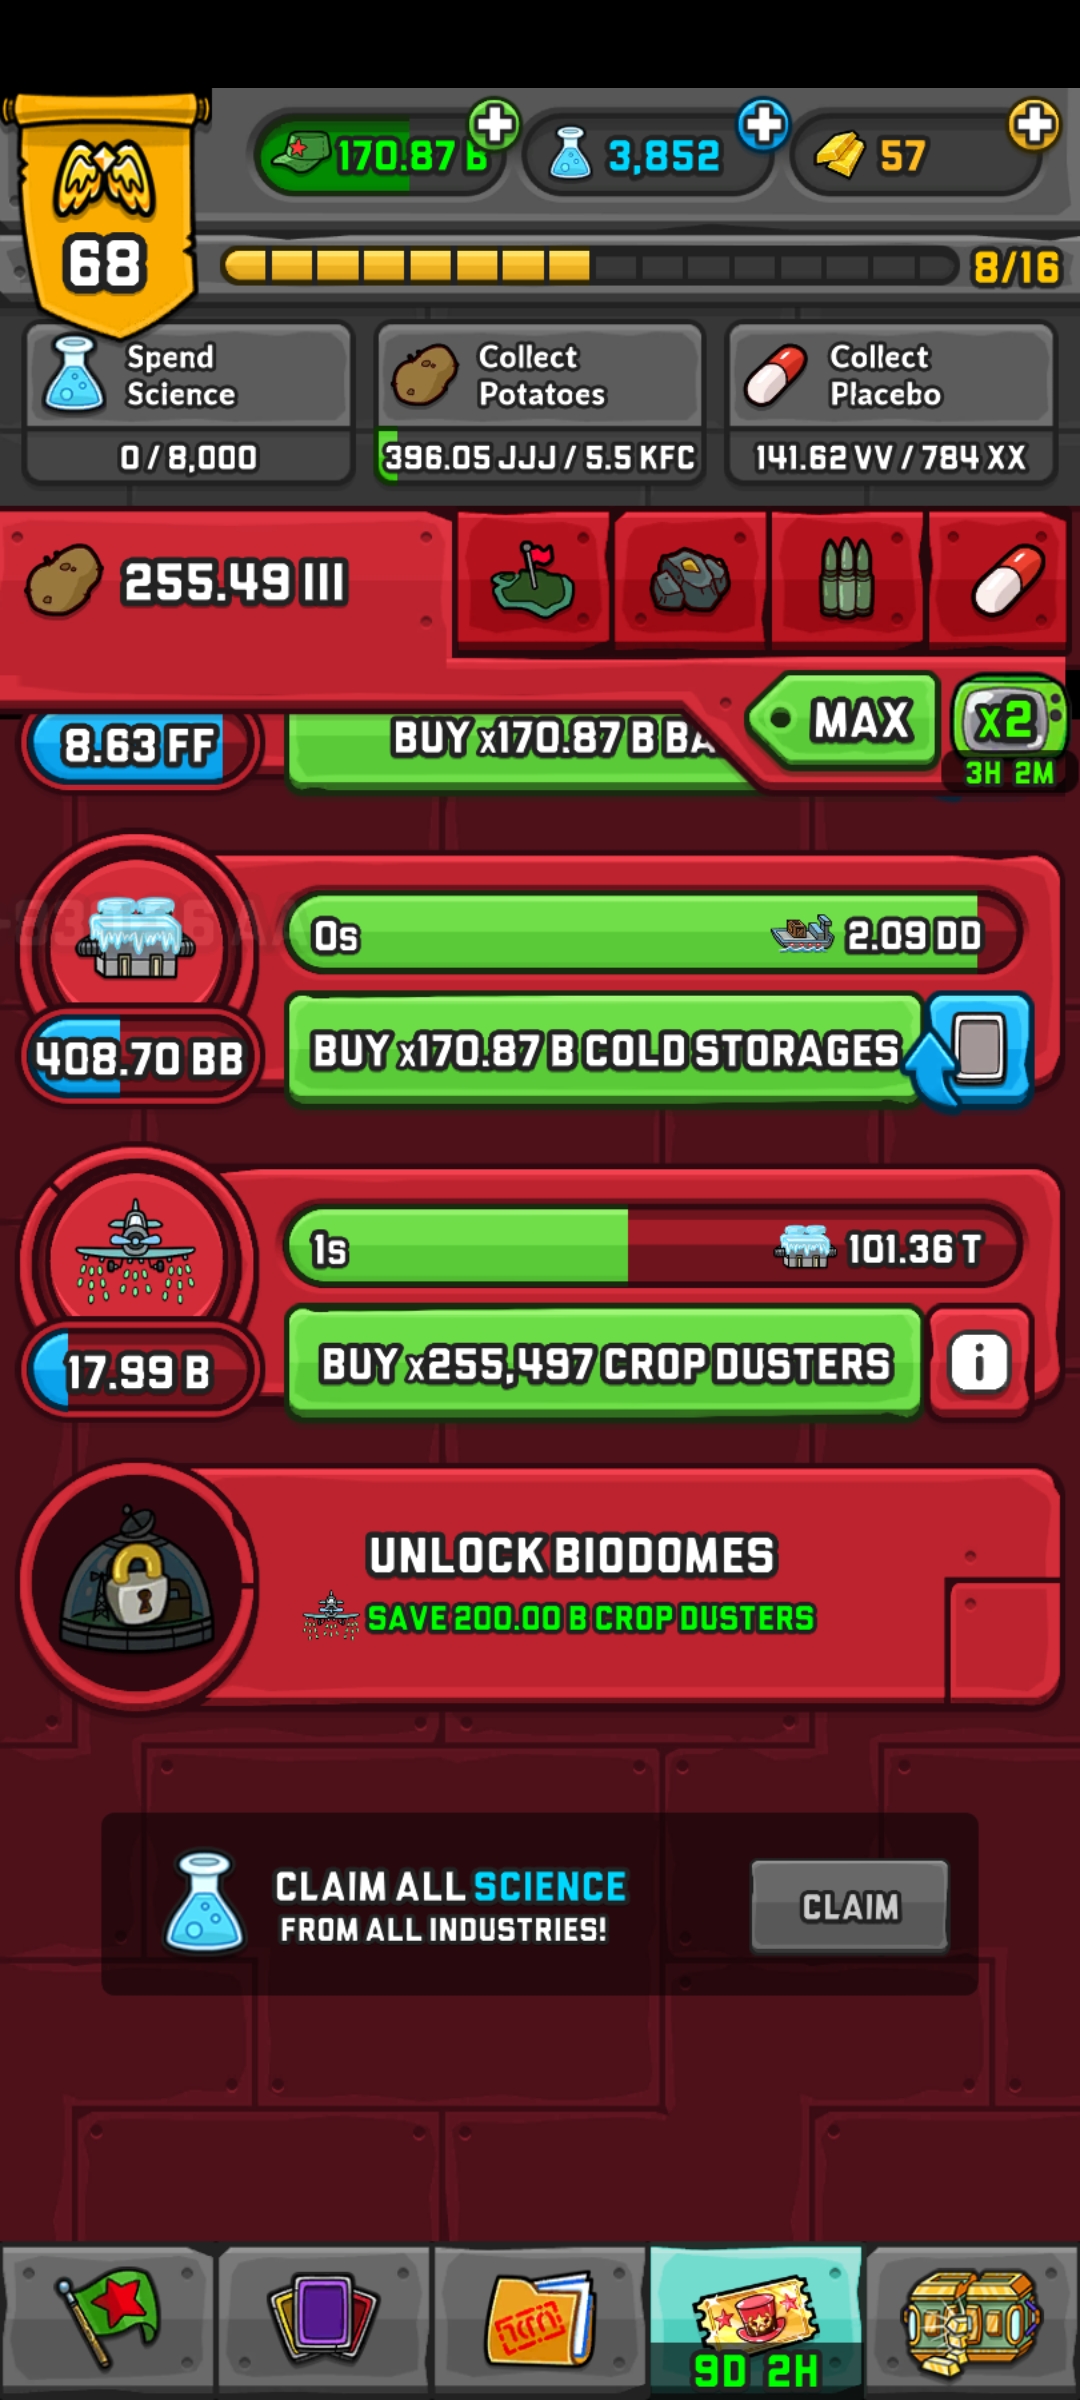 68
170.87 B
3,852
57
8/16
Spend
Science
0 / 8,000
Collect
Potatoes
396.05 JJJ / 5.5 KFC
Collect
Placebo
141.62 VV / 784 XX
255.49 III
MAX
x2
3H 2M
8.63 FF
BUY x170.87 B BA
0s
2.09 DD
408.70 BB
BUY x170.87 B COLD STORAGES
1s
101.36 T
17.99 B
BUY x255,497 CROP DUSTERS
i
UNLOCK BIODOMES
SAVE 200.00 B CROP DUSTERS
CLAIM ALL SCIENCE
FROM ALL INDUSTRIES!
CLAIM
9D 2H